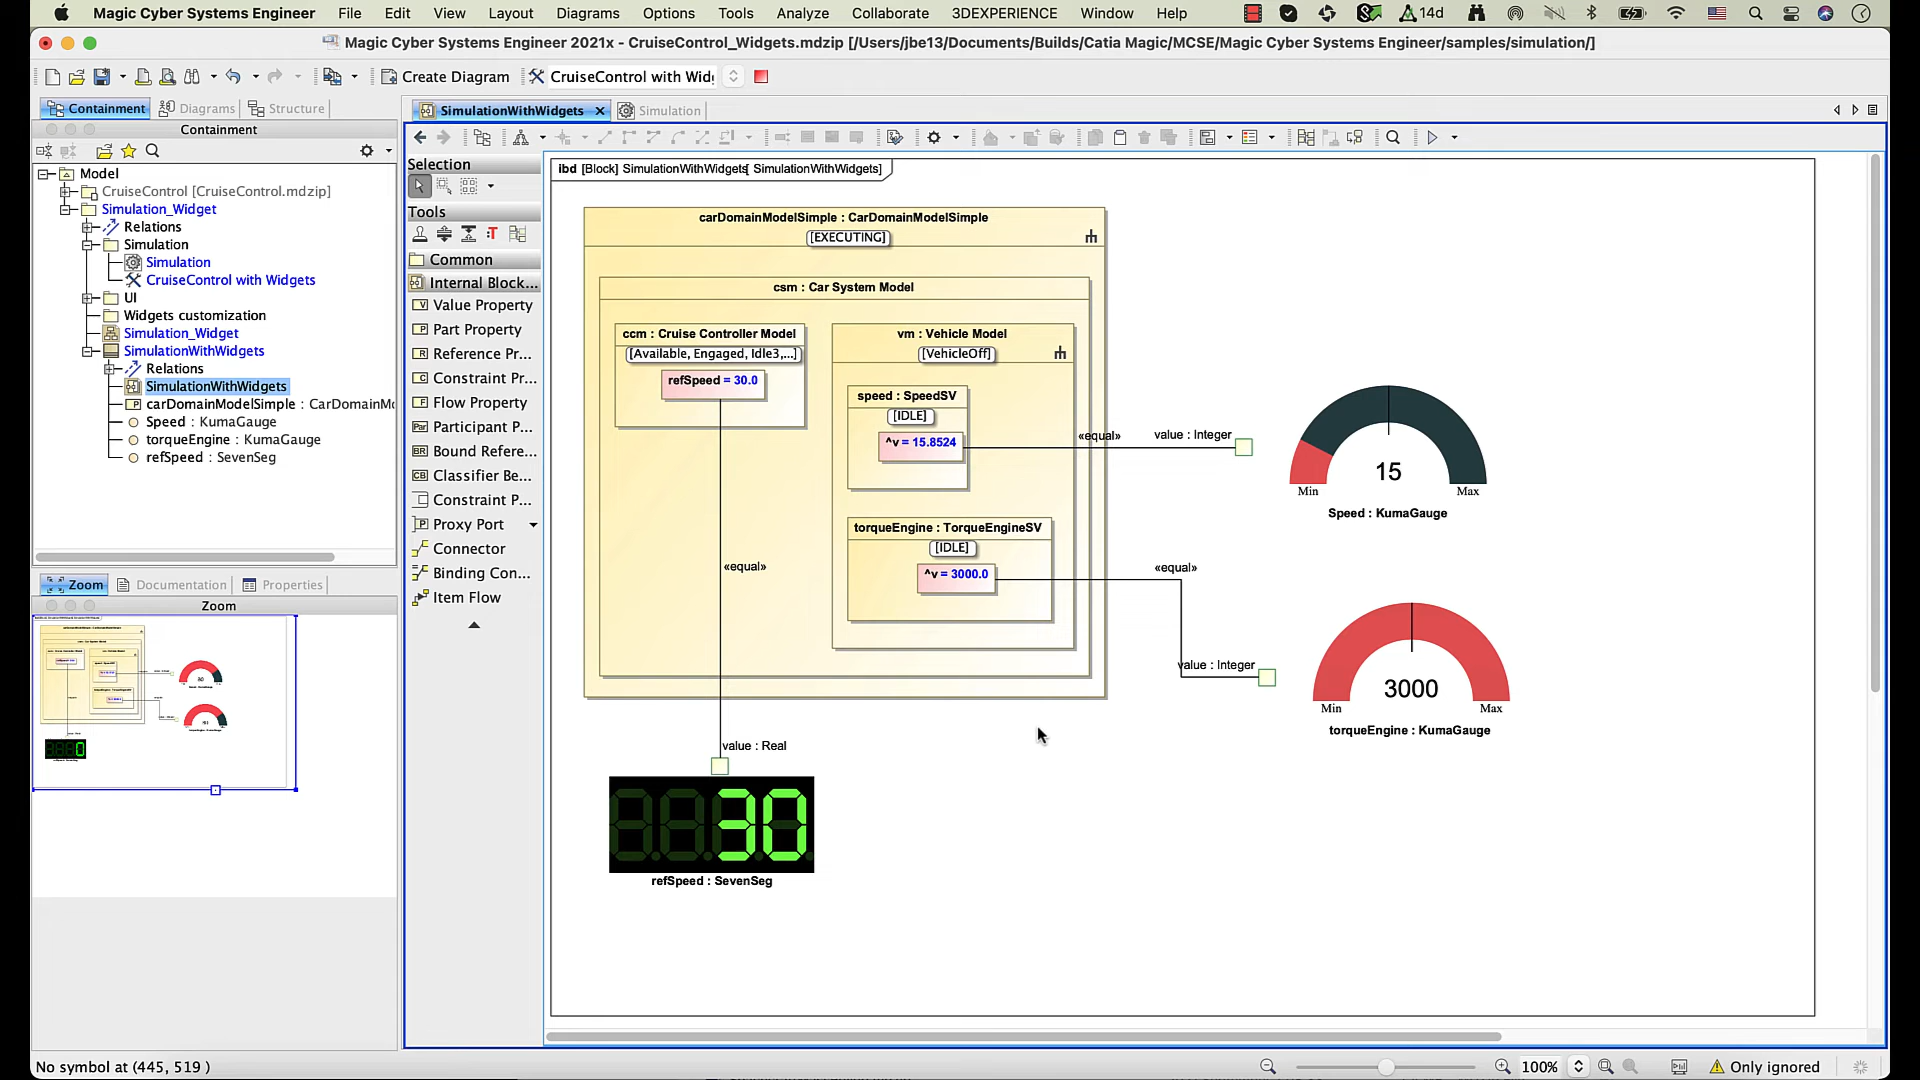 Magic Cyber Systems Engineer File Edit View Layout Diagrams Options Tools Analyze Collaborate 3DEXPERIENCE Window Help 14d
Magic Cyber Systems Engineer 2021x - CruiseControl_Widgets.mdzip [/Users/jbe13/Documents/Builds/Catia Magic/MCSE/Magic Cyber Systems Engineer/samples/simulation/]
Create Diagram CruiseControl with Wid
Containment Diagrams Structure
Containment
Model
CruiseControl [CruiseControl.mdzip]
Simulation_Widget
Relations
Simulation
Simulation
CruiseControl with Widgets
UI
Widgets customization
Simulation_Widget
SimulationWithWidgets
Relations
SimulationWithWidgets
carDomainModelSimple : CarDomainM
Speed : KumaGauge
torqueEngine : KumaGauge
refSpeed : SevenSeg
Zoom Documentation Properties
Zoom
SimulationWithWidgets Simulation
Selection
Tools
Common
Internal Block...
Value Property
Part Property
Reference Pr...
Constraint Pr...
Flow Property
Participant P...
Bound Refere...
Classifier Be...
Constraint P...
Proxy Port
Connector
Binding Con...
Item Flow
ibd [Block] SimulationWithWidgets[ SimulationWithWidgets]
carDomainModelSimple : CarDomainModelSimple
[EXECUTING]
csm : Car System Model
ccm : Cruise Controller Model
[Available, Engaged, Idle3,...]
refSpeed = 30.0
vm : Vehicle Model
[VehicleOff]
speed : SpeedSV
[IDLE]
^v = 15.8524
«equal»
value : Integer
15
Min Max
Speed : KumaGauge
torqueEngine : TorqueEngineSV
[IDLE]
^v = 3000.0
«equal»
«equal»
value : Integer
3000
Min Max
torqueEngine : KumaGauge
value : Real
30
refSpeed : SevenSeg
No symbol at (445, 519 )
100%
Only ignored